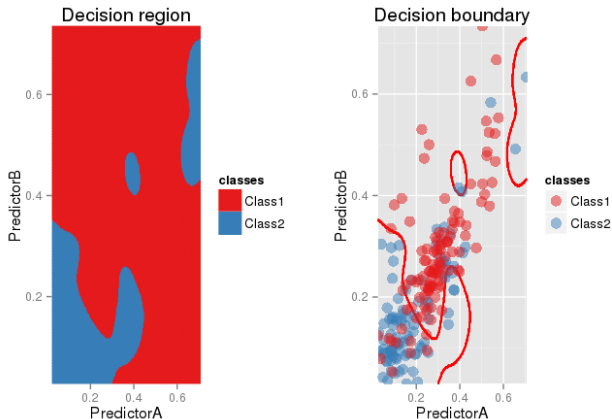 Decision region
0.6
0.4
0.2
PredictorB
0.2
0.4
0.6
PredictorA
classes
Class1
Class2
Decision boundary
0.6
0.4
0.2
PredictorB
0.2
0.4
0.6
PredictorA
classes
Class1
Class2